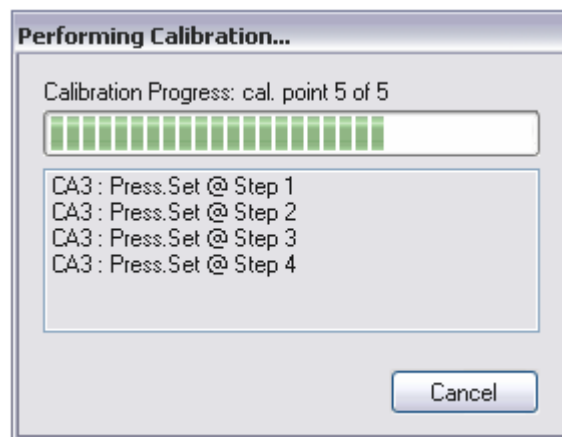 Performing Calibration...
Calibration Progress: cal. point 5 of 5
CA3 : Press.Set @ Step 1
CA3 : Press.Set @ Step 2
CA3 : Press.Set @ Step 3
CA3 : Press.Set @ Step 4
Cancel